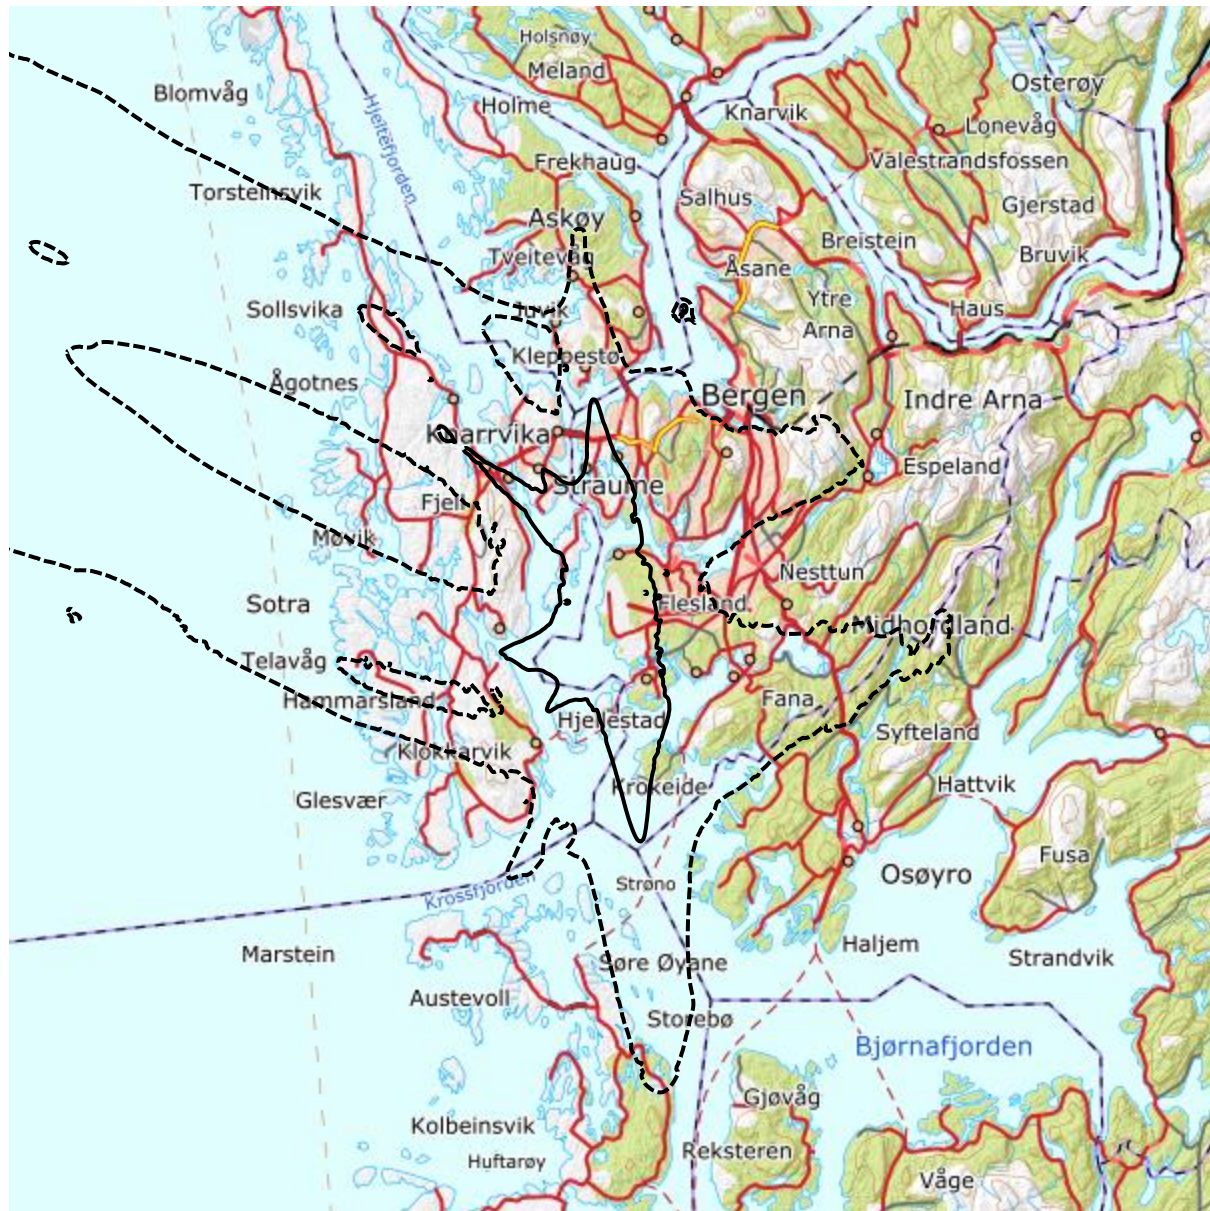 Holsnøy
Meland
Osterøy
Blomvåg
Hjeltefjorden
Holme
Knarvik
Lonevåg
Frekhaug
Valestrandsfossen
Torsteinsvik
Salhus
Gjerstad
Askøy
Breistein
Tveitevåg
Åsane
Bruvik
Sollsvika
Juvik
Ytre
Arna
Haus
Kleppestø
Ågotnes
Bergen
Indre Arna
Knarrvika
Espeland
Straume
Fjell
Møvik
Nesttun
Sotra
Flesland
Midhordland
Telavåg
Hammarsland
Fana
Hjellestad
Syfteland
Klokkarvik
Krokeide
Hattvik
Glesvær
Fusa
Krossfjorden
Strøno
Osøyro
Marstein
Haljem
Strandvik
Søre Øyane
Austevoll
Storebø
Bjørnafjorden
Gjøvåg
Kolbeinsvik
Reksteren
Huftarøy
Våge